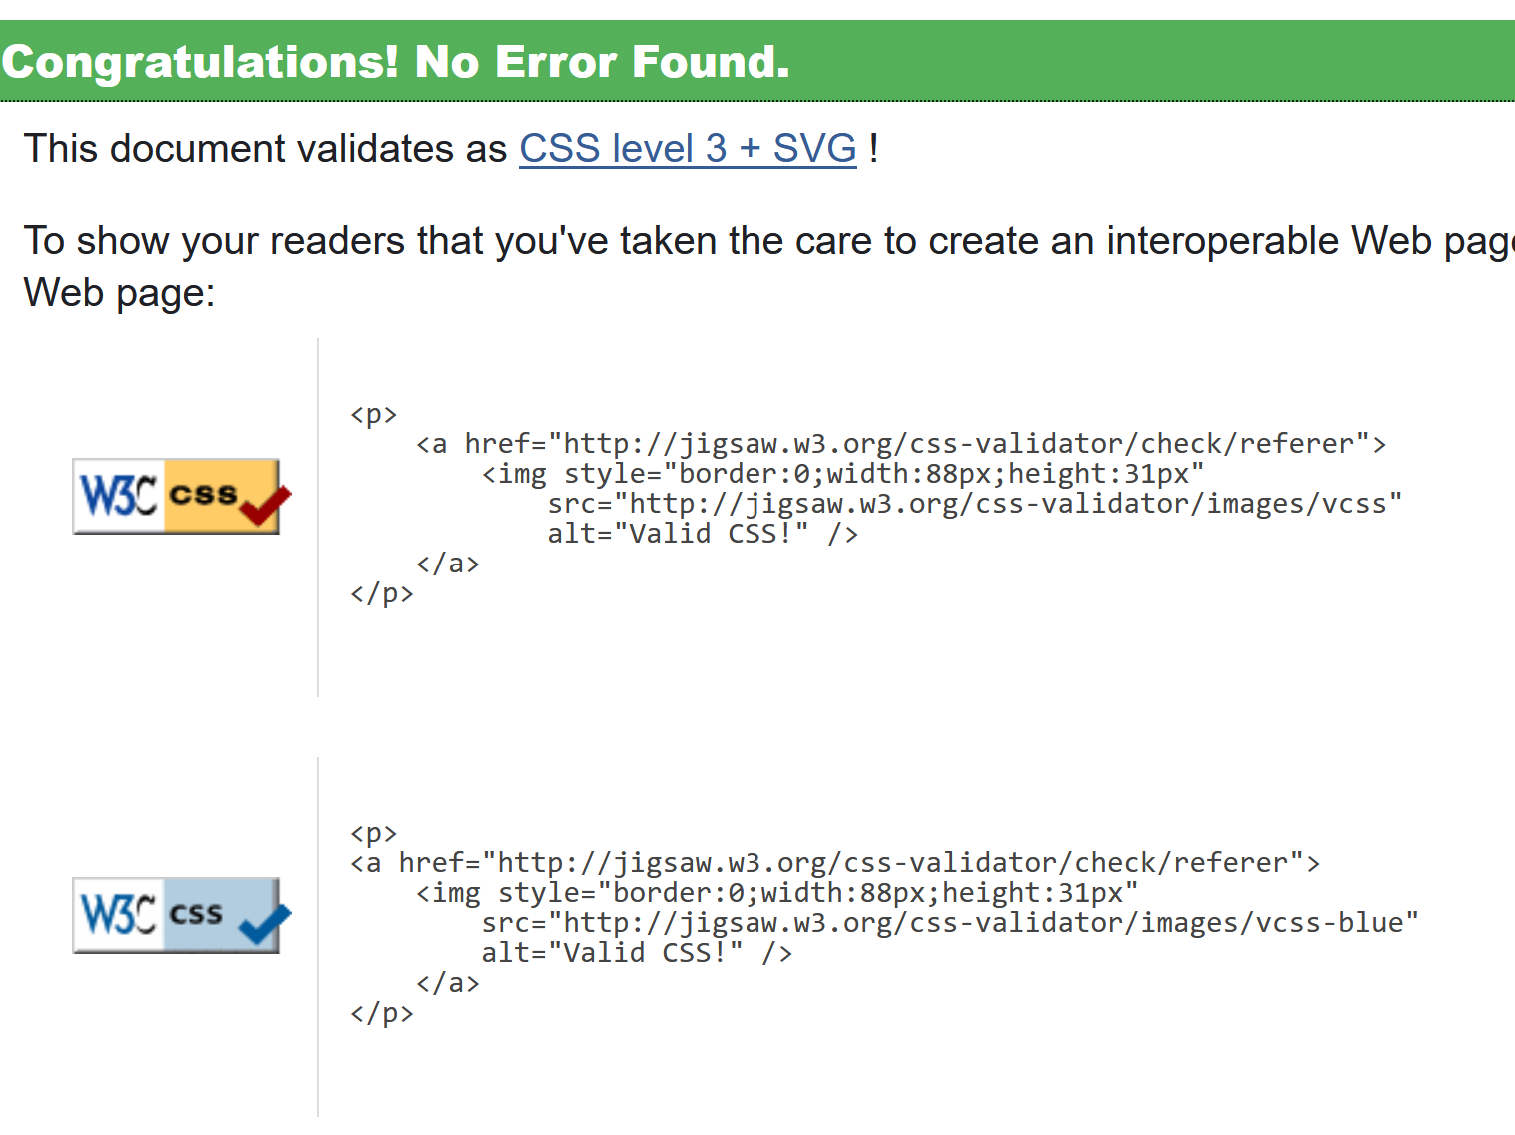 Congratulations! No Error Found.
This document validates as CSS level 3 + SVG !
To show your readers that you've taken the care to create an interoperable Web
Web page:
<p>
<a href="http://jigsaw.w3.org/css-validator/check/referer">
<img style="border:0;width:88px;height:31px"
W3C css
src="http://jigsaw.w3.org/css-validator/images/vcss"
alt="Valid CSS!" />
</a>
</p>
<p>
<a href="http://jigsaw.w3.org/css-validator/check/referer">
<img style="border:0;width:88px;height:31px"
W3C css
src="http://jigsaw.w3.org/css-validator/images/vcss-blue"
alt="Valid CSS!" />
</a>
</p>